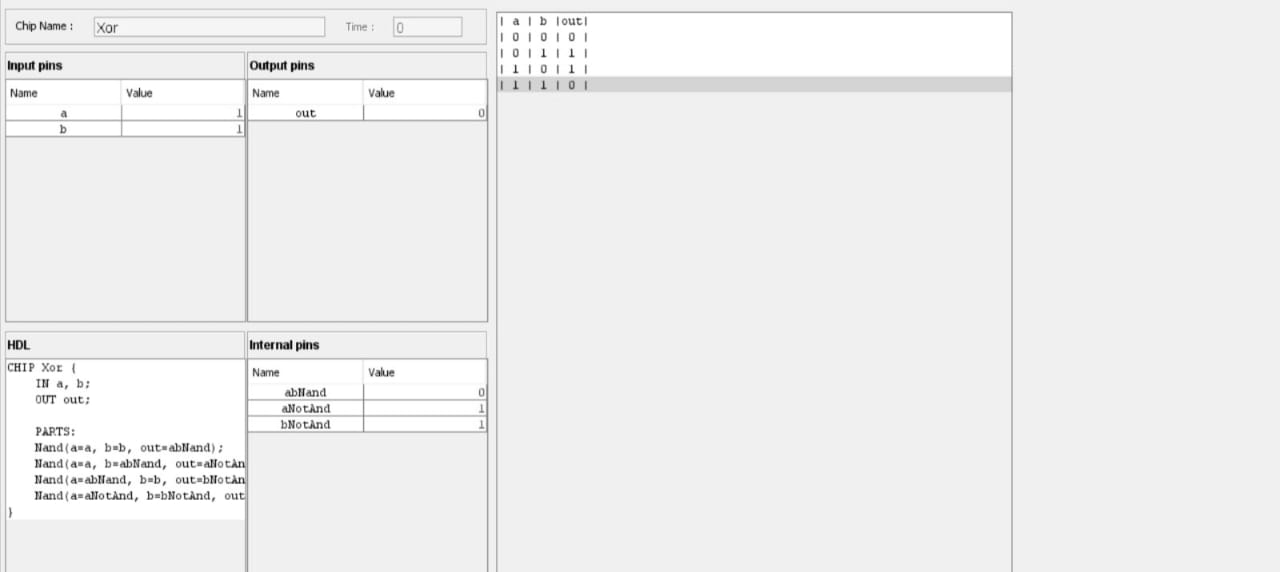 Chip Name : Xor Time : 0
Input pins Output pins
Name Value Name Value
a 1 out 0
b 1
HDL Internal pins
Name Value
abNand 0
aNotAnd 1
bNotAnd 1
CHIP Xor {
IN a, b;
OUT out;
PARTS:
Nand(a=a, b=b, out=abNand);
Nand(a=a, b=abNand, out=aNotAn
Nand(a=abNand, b=b, out=bNotAn
Nand(a=aNotAnd, b=bNotAnd, out
}
| a | b |out|
| 0 | 0 | 0 |
| 0 | 1 | 1 |
| 1 | 0 | 1 |
| 1 | 1 | 0 |